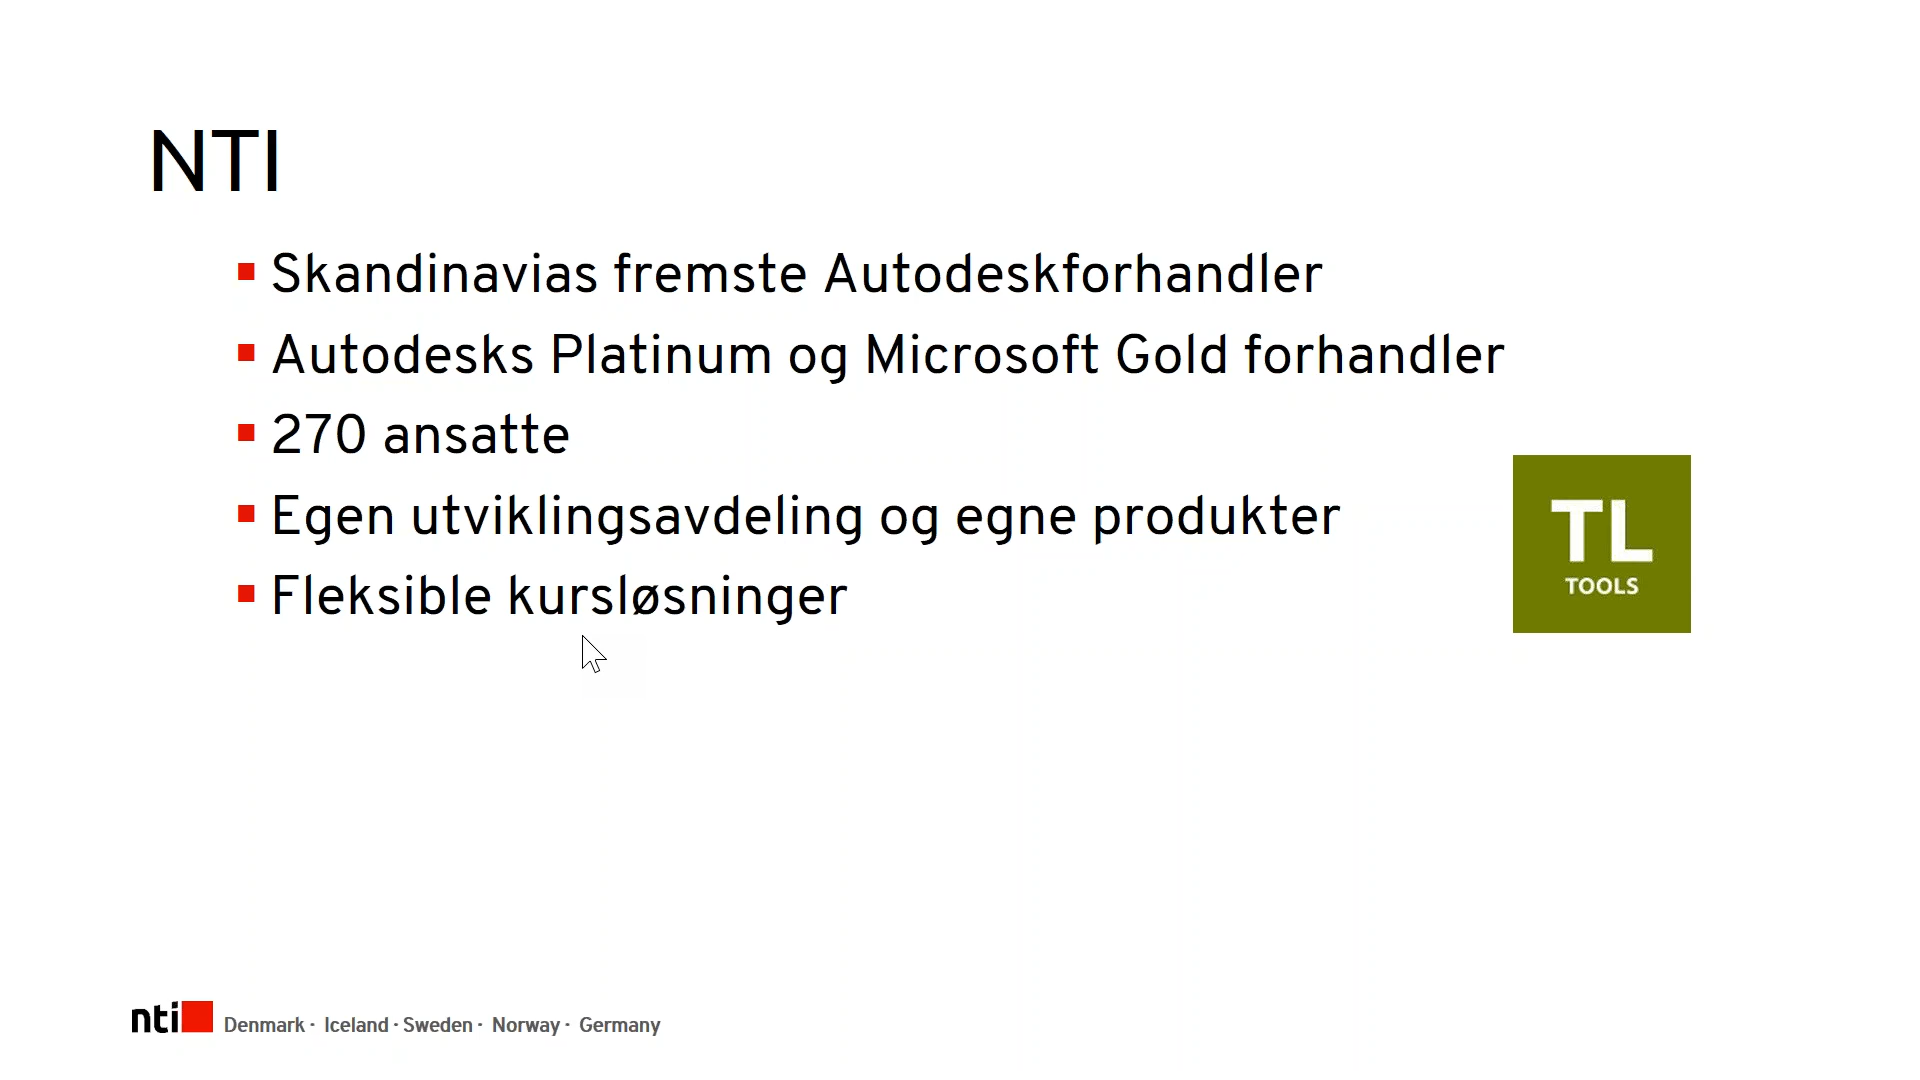 NTI
Skandinavias fremste Autodeskforhandler
Autodesks Platinum og Microsoft Gold forhandler
270 ansatte
Egen utviklingsavdeling og egne produkter
Fleksible kursløsninger
TL
TOOLS
nti Denmark · Iceland · Sweden · Norway · Germany